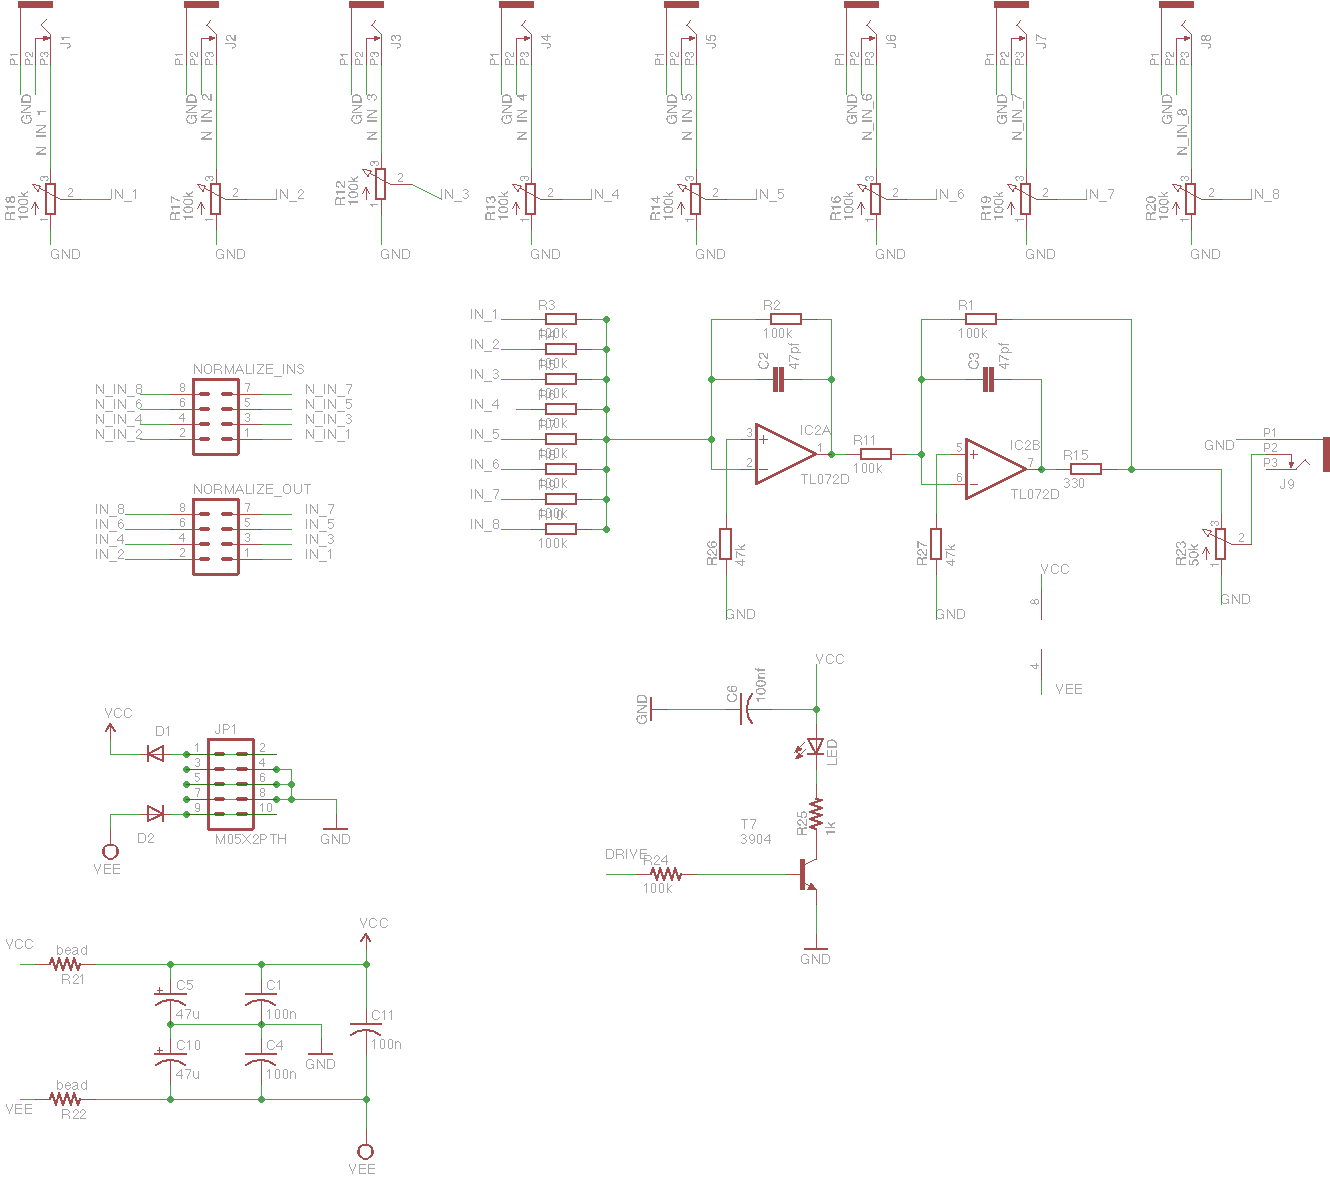 P1 P2 P3 J1
P1 P2 P3 J2
P1 P2 P3 J3
P1 P2 P3 J4
P1 P2 P3 J5
P1 P2 P3 J6
P1 P2 P3 J7
P1 P2 P3 J8
GND N_IN_1
GND N_IN_2
GND N_IN_3
GND N_IN_4
GND N_IN_5
GND N_IN_6
GND N_IN_7
GND N_IN_8
R18 100k 3 2 1 IN_1 GND
R17 100k 3 2 1 IN_2 GND
R12 100k 3 2 1 IN_3 GND
R13 100k 3 2 1 IN_4 GND
R14 100k 3 2 1 IN_5 GND
R16 100k 3 2 1 IN_6 GND
R19 100k 3 2 1 IN_7 GND
R20 100k 3 2 1 IN_8 GND
NORMALIZE_INS
N_IN_8 8 7 N_IN_7
N_IN_6 6 5 N_IN_5
N_IN_4 4 3 N_IN_3
N_IN_2 2 1 N_IN_1
NORMALIZE_OUT
IN_8 8 7 IN_7
IN_6 6 5 IN_5
IN_4 4 3 IN_3
IN_2 2 1 IN_1
IN_1 R3 100k
IN_2 R4 100k
IN_3 R5 100k
IN_4 R6 100k
IN_5 R7 100k
IN_6 R8 100k
IN_7 R9 100k
IN_8 R10 100k
R2
100k
C2 47pf
3 2 1
IC2A
TL072D
R26 47k
GND
R11
100k
R1
100k
C3 47pf
5 6 7
IC2B
TL072D
R27 47k
GND
R15
330
GND P1
P2
P3
J9
R23 50k 3 2 1
GND
VCC
8
4
VEE
VCC
D1
JP1
1 2
3 4
5 6
7 8
9 10
D2
M05X2PTH
GND
VEE
GND C6 100nf VCC
LED
R25 1k
T7
3904
DRIVE R24
100k
GND
VCC bead
R21
VCC
+ C5
47u
C1
100n
C11
100n
+ C10
47u
C4
100n
GND
VEE bead
R22
VEE